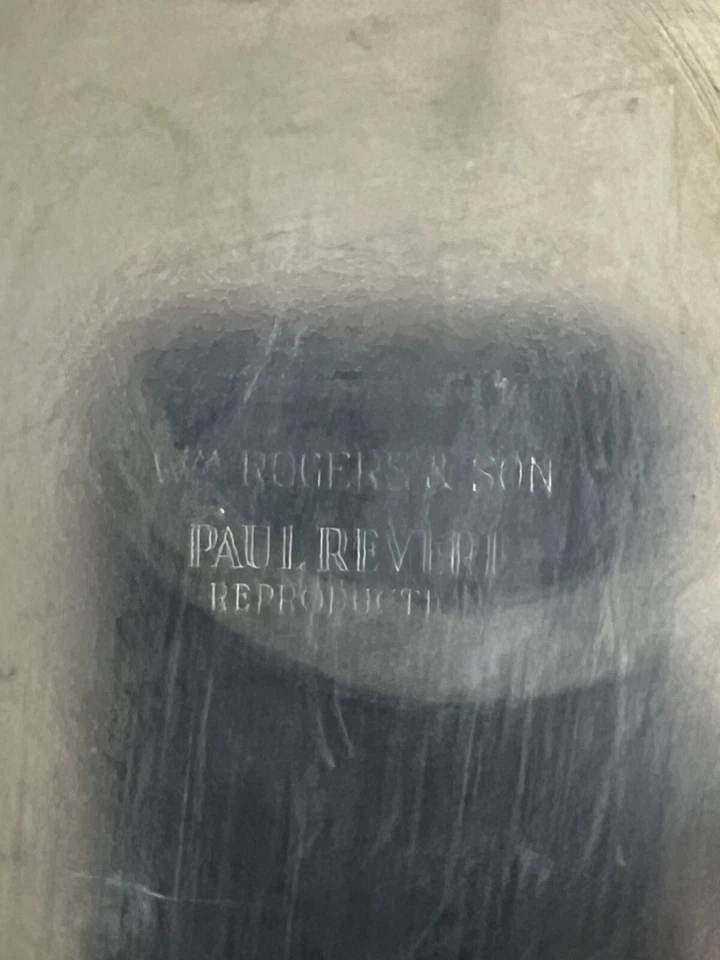 WM ROGERS & SON
PAUL REVERE
REPRODUCTION